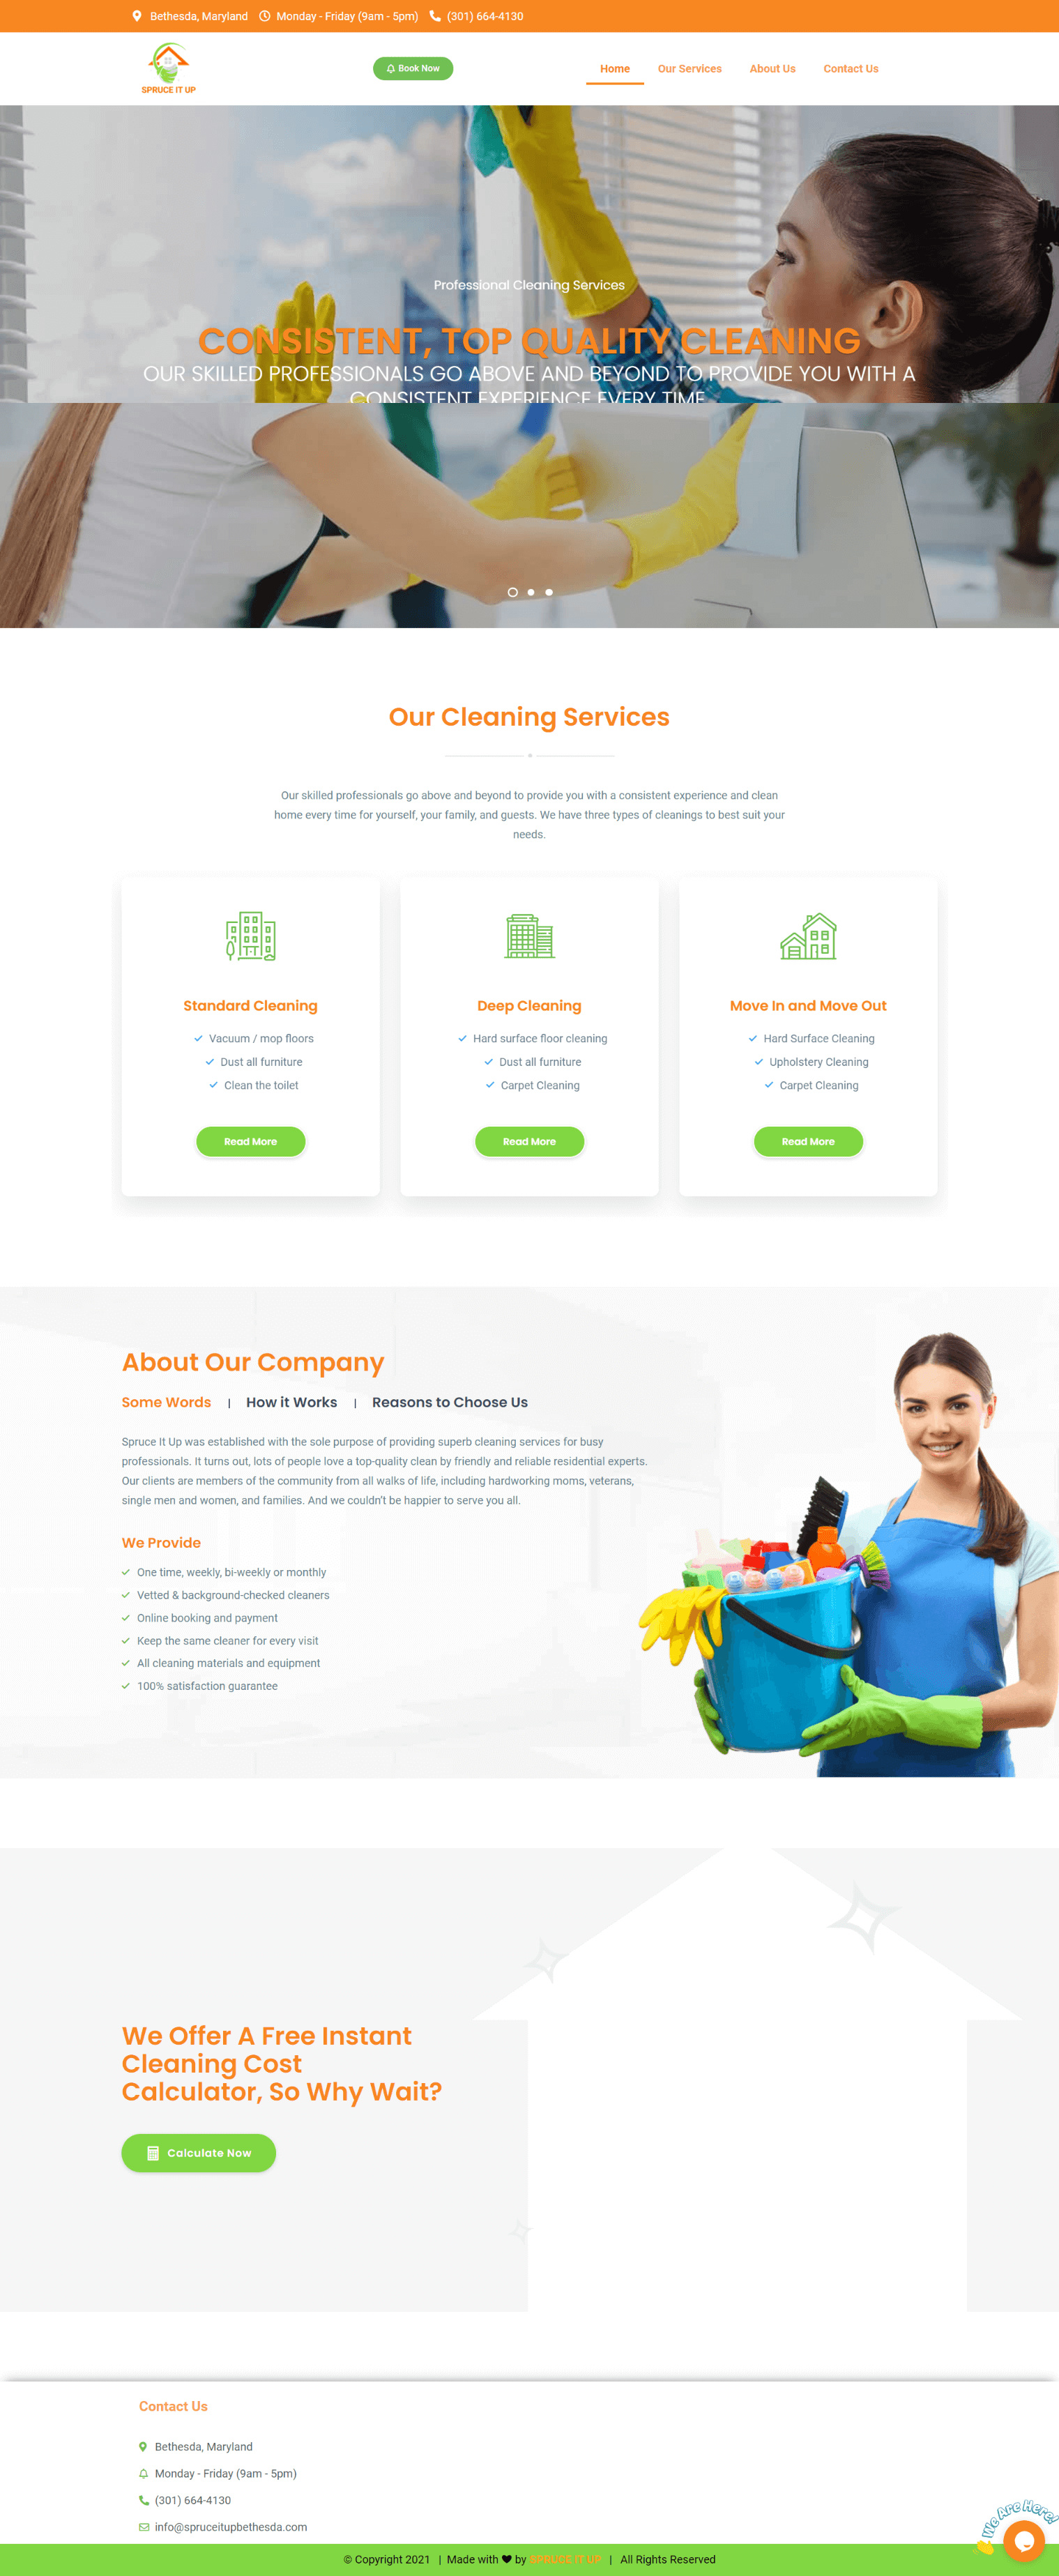 Bethesda, Maryland Monday - Friday (9am - 5pm) (301) 664-4130
SPRUCE IT UP
Book Now
Home Our Services About Us Contact Us
Professional Cleaning Services
CONSISTENT, TOP QUALITY CLEANING
OUR SKILLED PROFESSIONALS GO ABOVE AND BEYOND TO PROVIDE YOU WITH A
CONSISTENT EXPERIENCE EVERY TIME
Our Cleaning Services
Our skilled professionals go above and beyond to provide you with a consistent experience and clean
home every time for yourself, your family, and guests. We have three types of cleanings to best suit your
needs.
Standard Cleaning
Vacuum / mop floors
Dust all furniture
Clean the toilet
Read More
Deep Cleaning
Hard surface floor cleaning
Dust all furniture
Carpet Cleaning
Read More
Move In and Move Out
Hard Surface Cleaning
Upholstery Cleaning
Carpet Cleaning
Read More
About Our Company
Some Words | How it Works | Reasons to Choose Us
Spruce It Up was established with the sole purpose of providing superb cleaning services for busy
professionals. It turns out, lots of people love a top-quality clean by friendly and reliable residential experts.
Our clients are members of the community from all walks of life, including hardworking moms, veterans,
single men and women, and families. And we couldn't be happier to serve you all.
We Provide
One time, weekly, bi-weekly or monthly
Vetted & background-checked cleaners
Online booking and payment
Keep the same cleaner for every visit
All cleaning materials and equipment
100% satisfaction guarantee
We Offer A Free Instant
Cleaning Cost
Calculator, So Why Wait?
Calculate Now
Contact Us
Bethesda, Maryland
Monday - Friday (9am - 5pm)
(301) 664-4130
info@spruceitupbethesda.com
We Are Here!
© Copyright 2021 | Made with ♥ by SPRUCE IT UP | All Rights Reserved